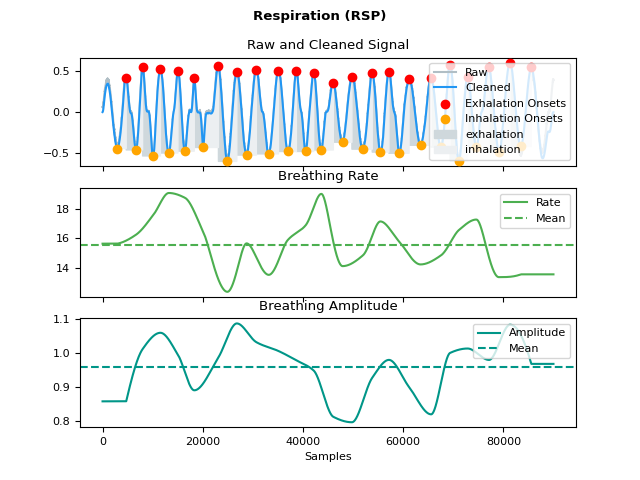 Respiration (RSP)
Raw and Cleaned Signal
0.5
0.0
−0.5
Raw
Cleaned
Exhalation Onsets
Inhalation Onsets
exhalation
inhalation
Breathing Rate
18
16
14
Rate
Mean
Breathing Amplitude
1.1
1.0
0.9
0.8
Amplitude
Mean
0
20000
40000
60000
80000
Samples